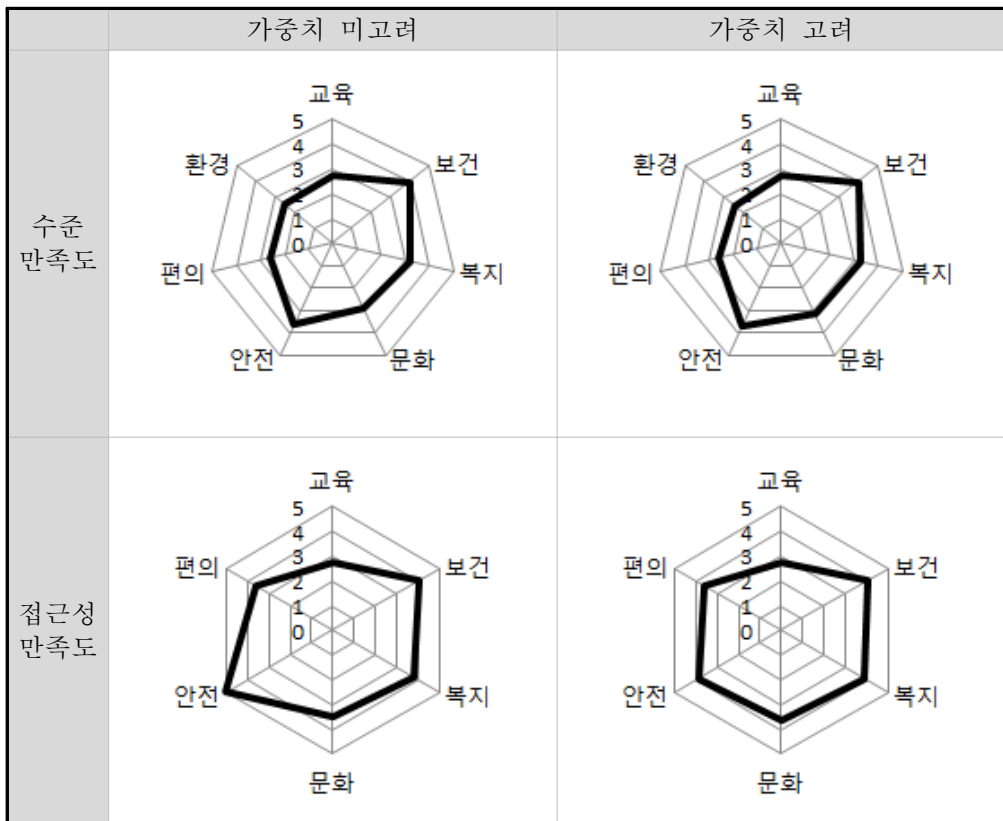 가중치 미고려
가중치 고려
수준
만족도
교육
보건
복지
문화
안전
편의
환경
5
4
3
2
1
0
교육
보건
복지
문화
안전
편의
환경
5
4
3
2
1
0
접근성
만족도
교육
보건
복지
문화
안전
편의
5
4
3
2
1
0
교육
보건
복지
문화
안전
편의
5
4
3
2
1
0